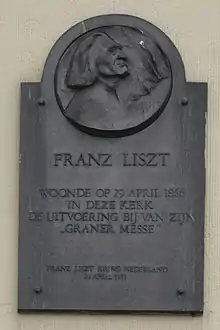 FRANZ LISZT
WOONDE OP 29 APRIL 1866
IN DEZE KERK
DE UITVOERING BIJ VAN ZIJN
„GRANER MESSE”
FRANZ LISZT KRING NEDERLAND
APRIL